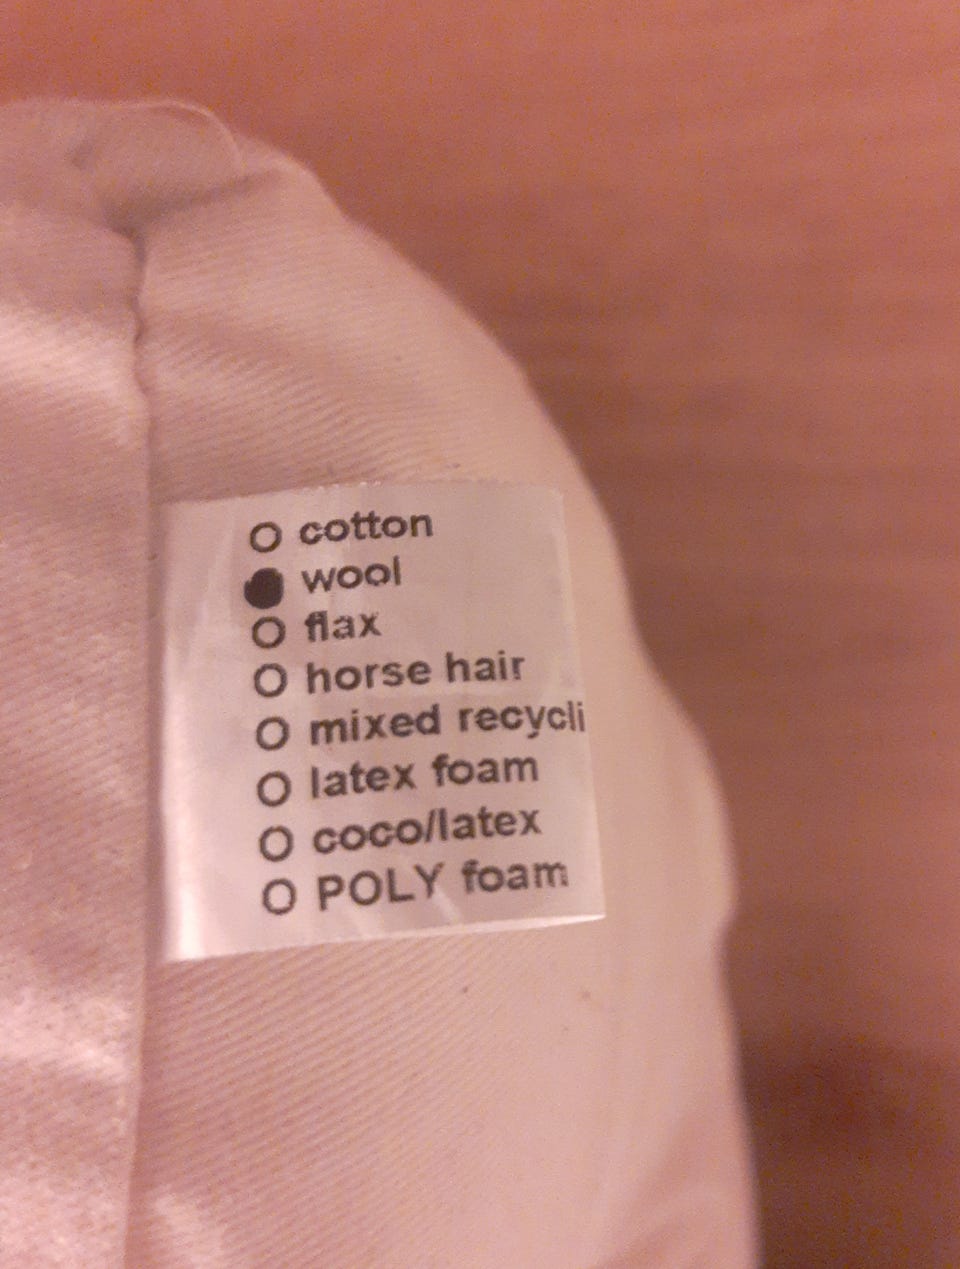 O cotton
● wool
O flax
O horse hair
O mixed recycli
O latex foam
O coco/latex
O POLY foam